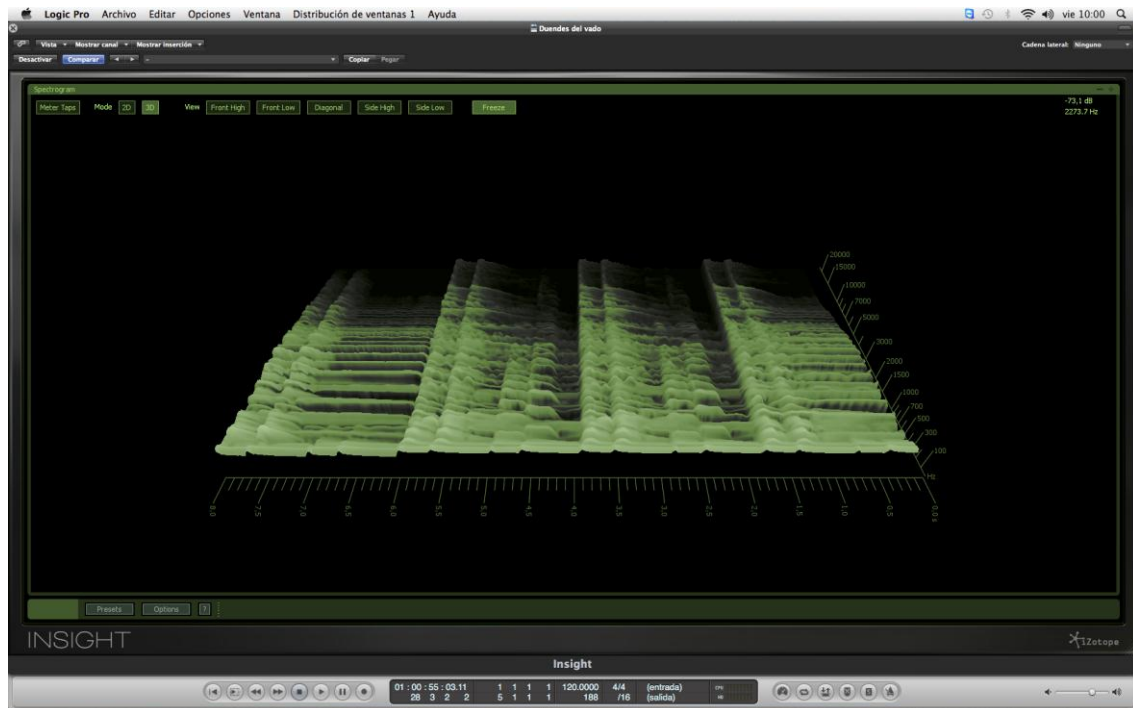 Logic Pro Archivo Editar Opciones Ventana Distribución de ventanas 1 Ayuda vie 10:00
Duendes del vado
Vista Mostrar canal Mostrar inserción Cadena lateral: Ninguno
Desactivar Comparar - Copiar Pegar
Spectrogram
Meter Taps Mode 2D 3D View Front High Front Low Diagonal Side High Side Low Freeze
-73,1 dB
2273.7 Hz
20000
15000
10000
7000
5000
3000
2000
1500
1000
700
500
300
100
Hz
8.0 7.5 7.0 6.5 6.0 5.5 5.0 4.5 4.0 3.5 3.0 2.5 2.0 1.5 1.0 0.5 0.0 s
Presets Options ?
INSIGHT iZotope
Insight
01 : 00 : 55 : 03.11 1 1 1 1 120.0000 4/4 (entrada) CPU
28 3 2 2 5 1 1 1 188 /16 (salida) HD